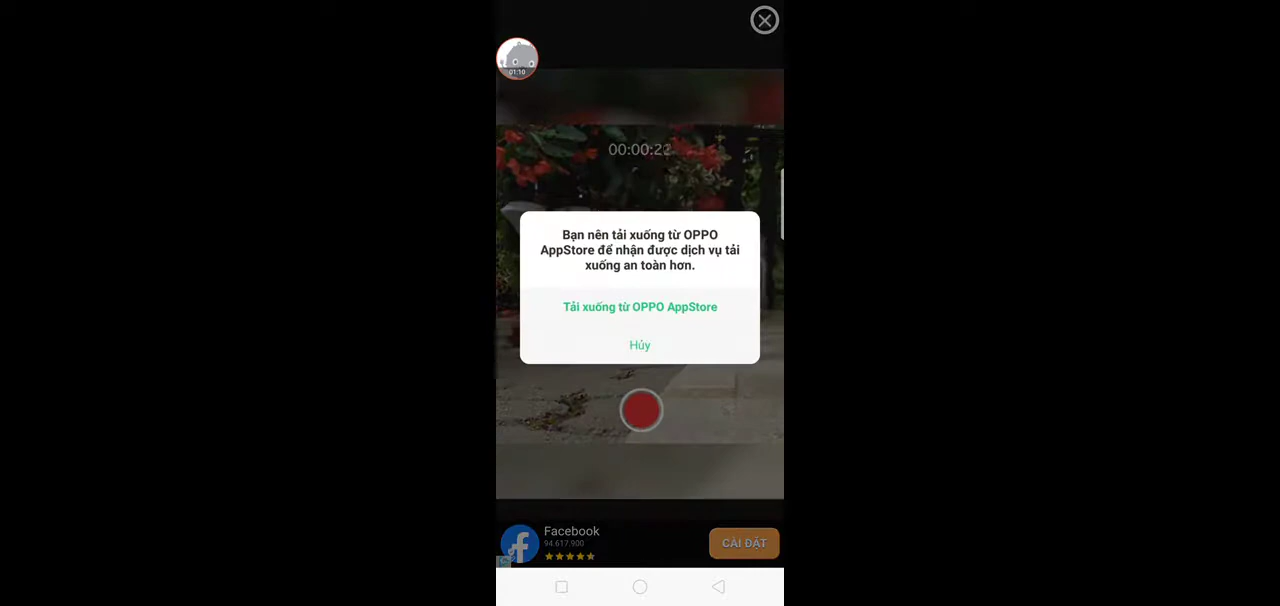 01:10
00:00:22
Bạn nên tải xuống từ OPPO
AppStore để nhận được dịch vụ tải
xuống an toàn hơn.
Tải xuống từ OPPO AppStore
Hủy
Facebook
94.617.900
CÀI ĐẶT